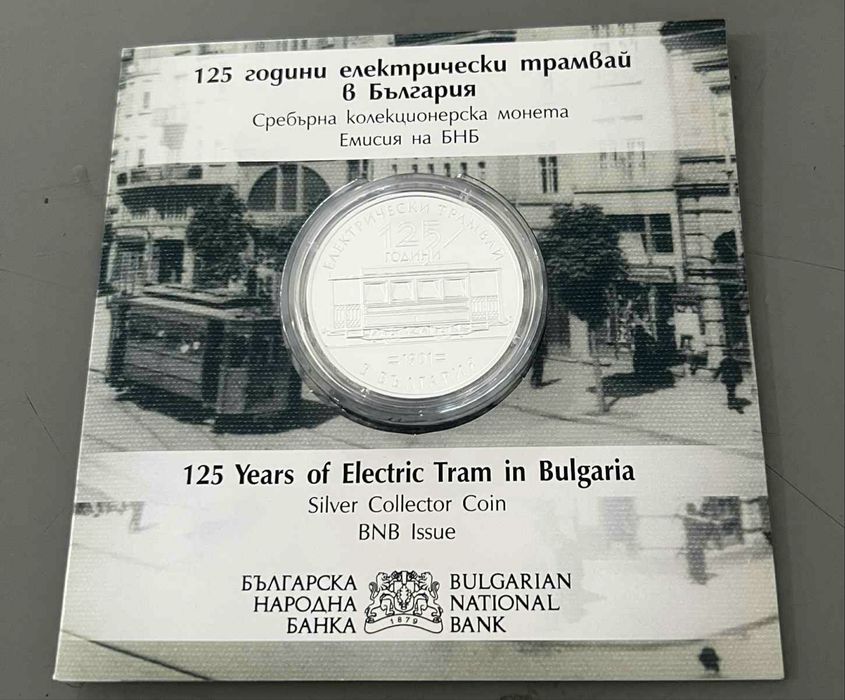 125 години електрически трамвай
в България
Сребърна колекционерска монета
Емисия на БНБ
ЕЛЕКТРИЧЕСКИ ТРАМВАЙ
125
ГОДИНИ
=1901=
В БЪЛГАРИЯ
125 Years of Electric Tram in Bulgaria
Silver Collector Coin
BNB Issue
БЪЛГАРСКА
НАРОДНА
БАНКА
1879
BULGARIAN
NATIONAL
BANK